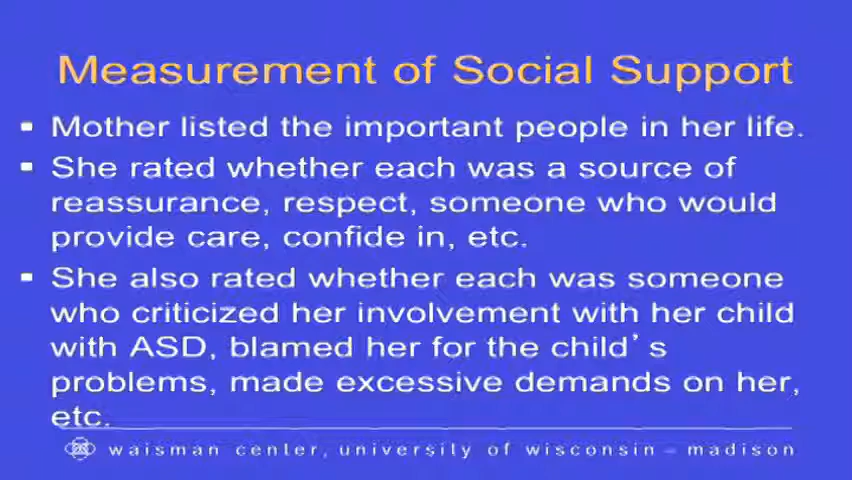 Measurement of Social Support
▪ Mother listed the important people in her life.
▪ She rated whether each was a source of
reassurance, respect, someone who would
provide care, confide in, etc.
▪ She also rated whether each was someone
who criticized her involvement with her child
with ASD, blamed her for the child's
problems, made excessive demands on her,
etc.
waisman center, university of wisconsin – madison